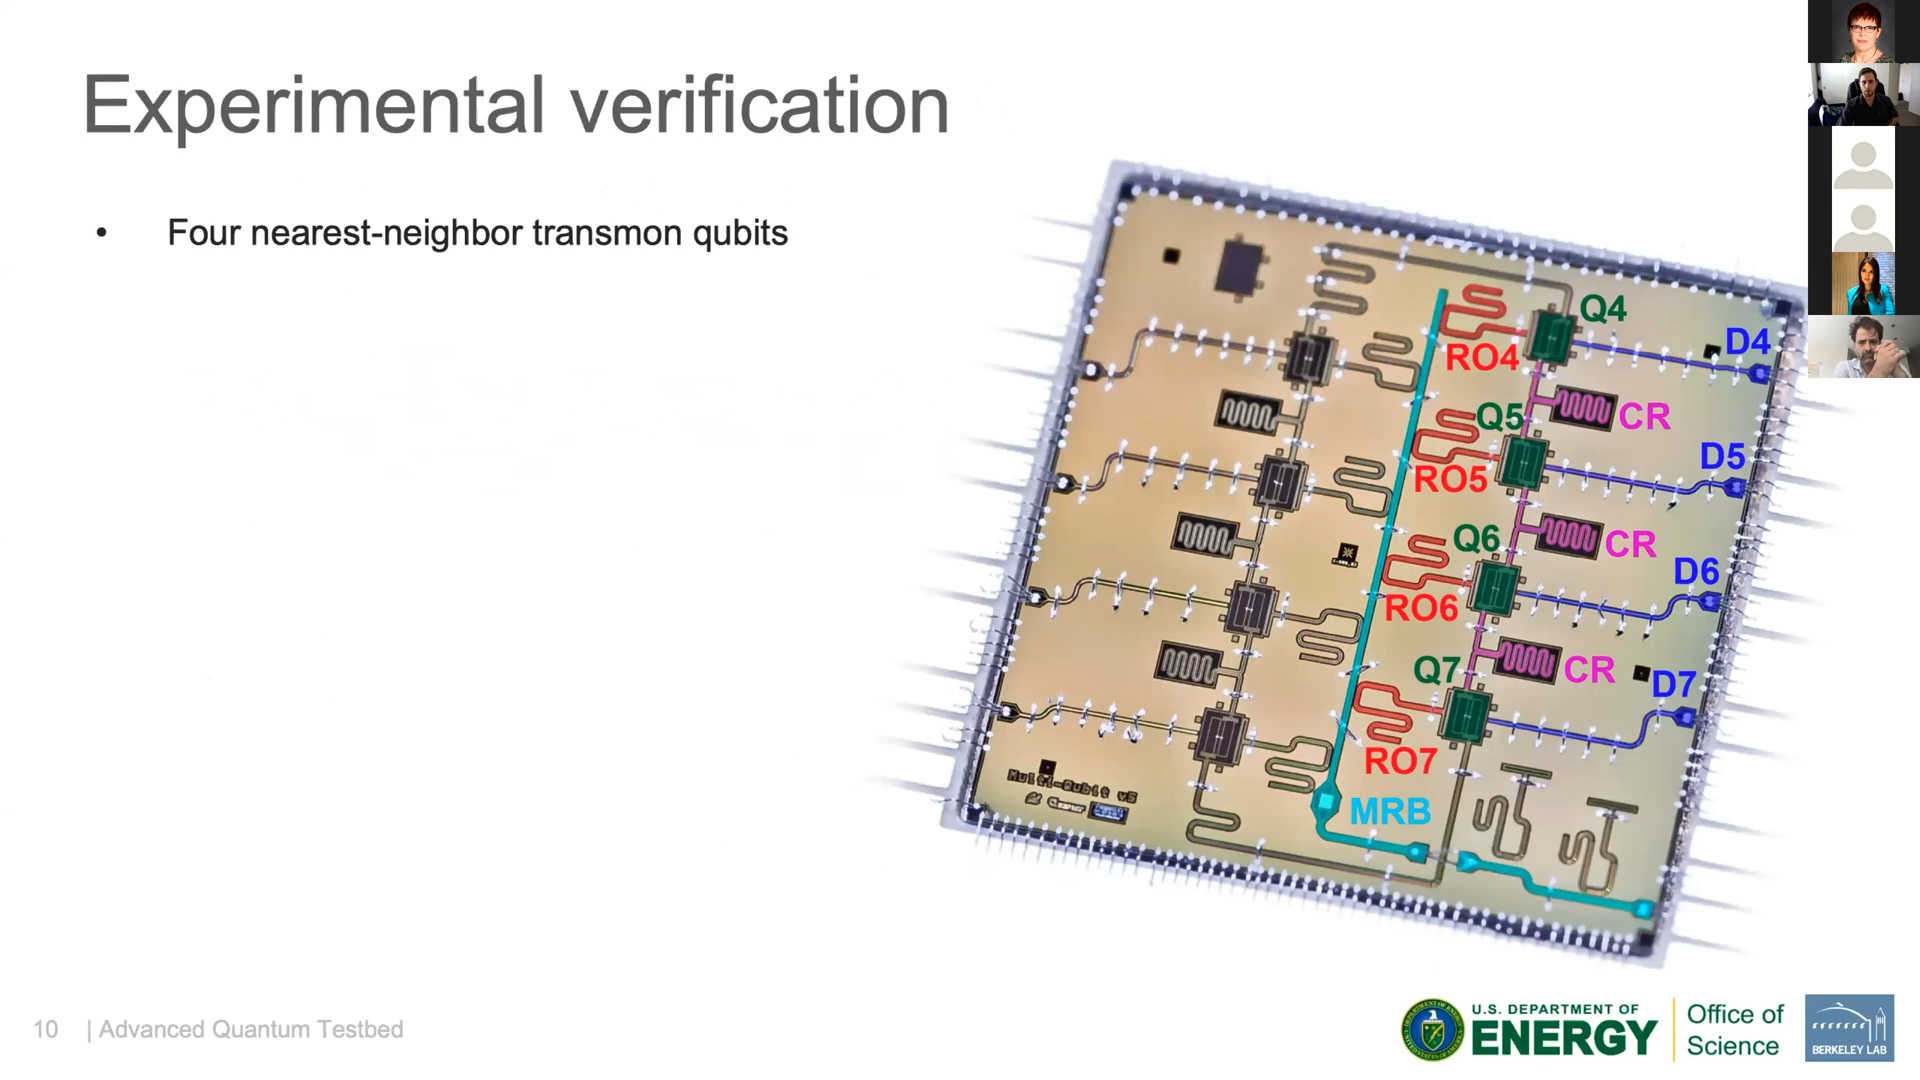 Experimental verification
• Four nearest-neighbor transmon qubits
Q4
D4
RO4
CR
Q5
D5
RO5
CR
Q6
D6
RO6
CR
Q7
D7
RO7
MRB
Multi-Qubit v5
10 | Advanced Quantum Testbed
U.S. DEPARTMENT OF
ENERGY
Office of
Science
BERKELEY LAB